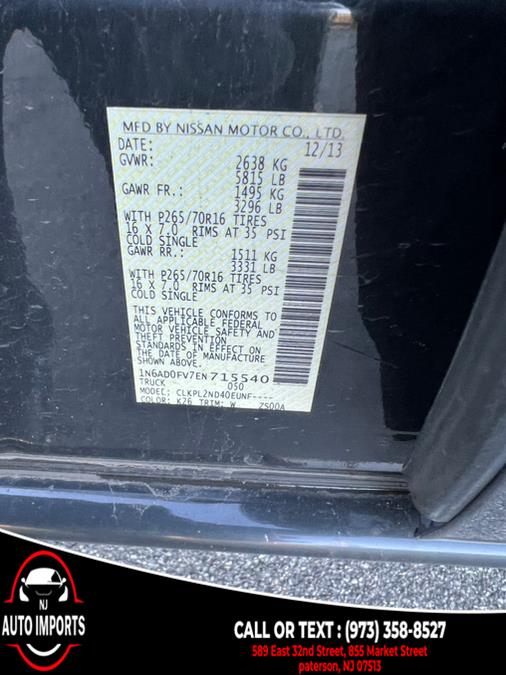 MFD BY NISSAN MOTOR CO., LTD.
DATE: 12/13
GVWR: 2638 KG
5815 LB
GAWR FR.: 1495 KG
3296 LB
WITH P265/70R16 TIRES
16 X 7.0 RIMS AT 35 PSI
COLD SINGLE
GAWR RR.: 1511 KG
3331 LB
WITH P265/70R16 TIRES
16 X 7.0 RIMS AT 35 PSI
COLD SINGLE
THIS VEHICLE CONFORMS TO
ALL APPLICABLE FEDERAL
MOTOR VEHICLE SAFETY AND
THEFT PREVENTION
STANDARDS IN EFFECT ON
THE DATE OF MANUFACTURE
SHOWN ABOVE.
1N6AD0FV7EN715540
TRUCK 050
MODEL: CLKPL2ND40EUNF----
COLOR: K26 TRIM: W ZS00A
NJ
AUTO IMPORTS
CALL OR TEXT : (973) 358-8527
589 East 32nd Street, 855 Market Street
paterson, NJ 07513